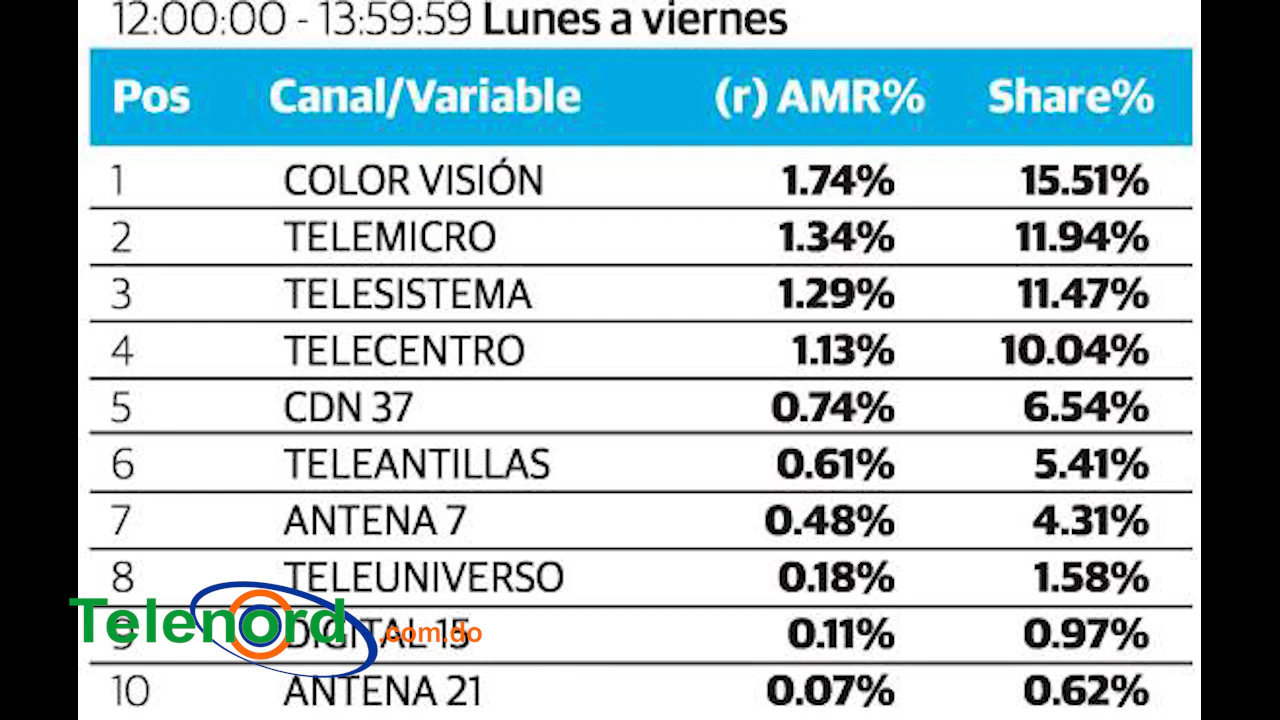 12:00:00 - 13:59:59 Lunes a viernes
Pos Canal/Variable (r) AMR% Share%
1 COLOR VISIÓN 1.74% 15.51%
2 TELEMICRO 1.34% 11.94%
3 TELESISTEMA 1.29% 11.47%
4 TELECENTRO 1.13% 10.04%
5 CDN 37 0.74% 6.54%
6 TELEANTILLAS 0.61% 5.41%
7 ANTENA 7 0.48% 4.31%
8 TELEUNIVERSO 0.18% 1.58%
9 DIGITAL 15 0.11% 0.97%
Telenord.com.do
10 ANTENA 21 0.07% 0.62%